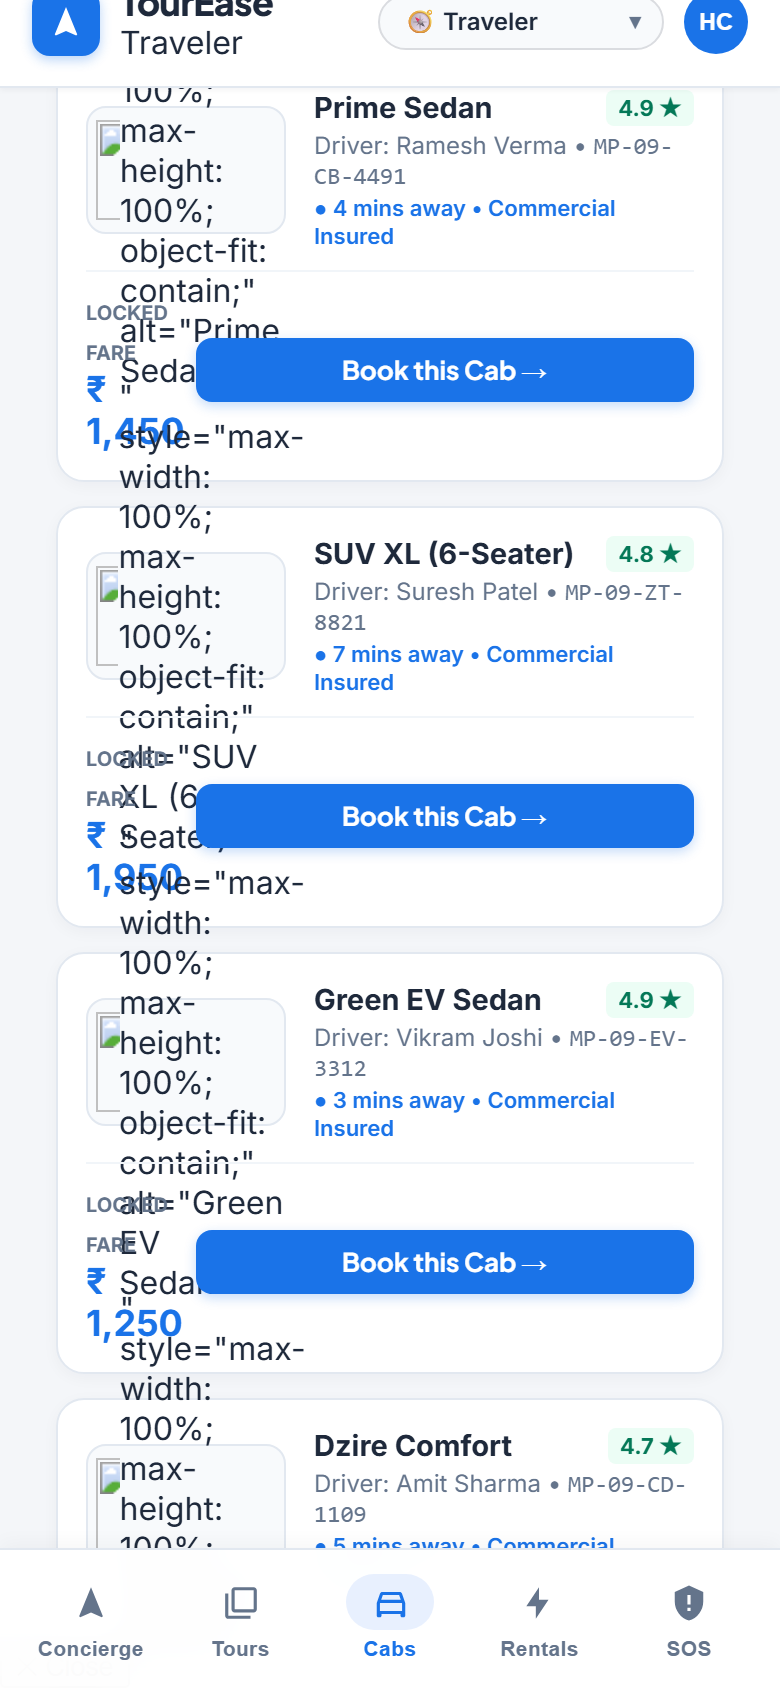 TourEase
Traveler
Traveler
HC
100%;
max-
height:
100%;
object-fit:
contain;"
alt="Prime
Seda
"
style="max-
width:
100%;
Prime Sedan
4.9 ★
Driver: Ramesh Verma • MP-09-
CB-4491
● 4 mins away • Commercial
Insured
LOCKED
FARE
₹
1,450
Book this Cab →
max-
height:
100%;
object-fit:
contain;"
alt="SUV
XL (6
Seate
"
style="max-
width:
100%;
SUV XL (6-Seater)
4.8 ★
Driver: Suresh Patel • MP-09-ZT-
8821
● 7 mins away • Commercial
Insured
LOCKED
FARE
₹
1,950
Book this Cab →
max-
height:
100%;
object-fit:
contain;"
alt="Green
EV
Sedan
"
style="max-
width:
100%;
Green EV Sedan
4.9 ★
Driver: Vikram Joshi • MP-09-EV-
3312
● 3 mins away • Commercial
Insured
LOCKED
FARE
₹
1,250
Book this Cab →
max-
height:
100%;
Dzire Comfort
4.7 ★
Driver: Amit Sharma • MP-09-CD-
1109
● 5 mins away • Commercial
Concierge
Tours
Cabs
Rentals
SOS